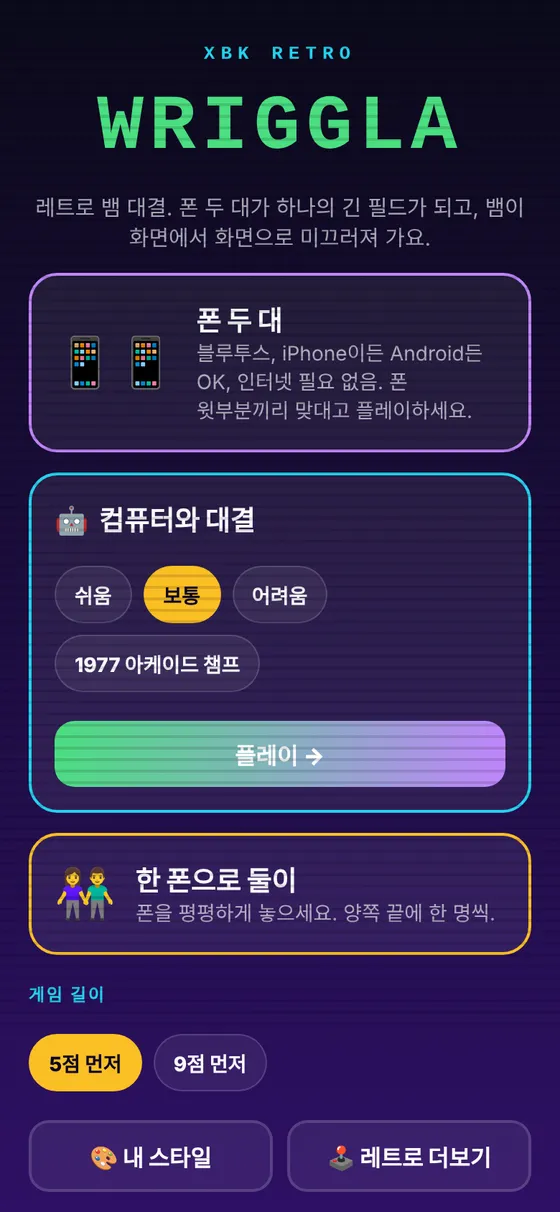 XBK RETRO
WRIGGLA
레트로 뱀 대결. 폰 두 대가 하나의 긴 필드가 되고, 뱀이
화면에서 화면으로 미끄러져 가요.
폰 두 대
블루투스, iPhone이든 Android든
OK, 인터넷 필요 없음. 폰
윗부분끼리 맞대고 플레이하세요.
컴퓨터와 대결
쉬움
보통
어려움
1977 아케이드 챔프
플레이 →
한 폰으로 둘이
폰을 평평하게 놓으세요. 양쪽 끝에 한 명씩.
게임 길이
5점 먼저
9점 먼저
내 스타일
레트로 더보기